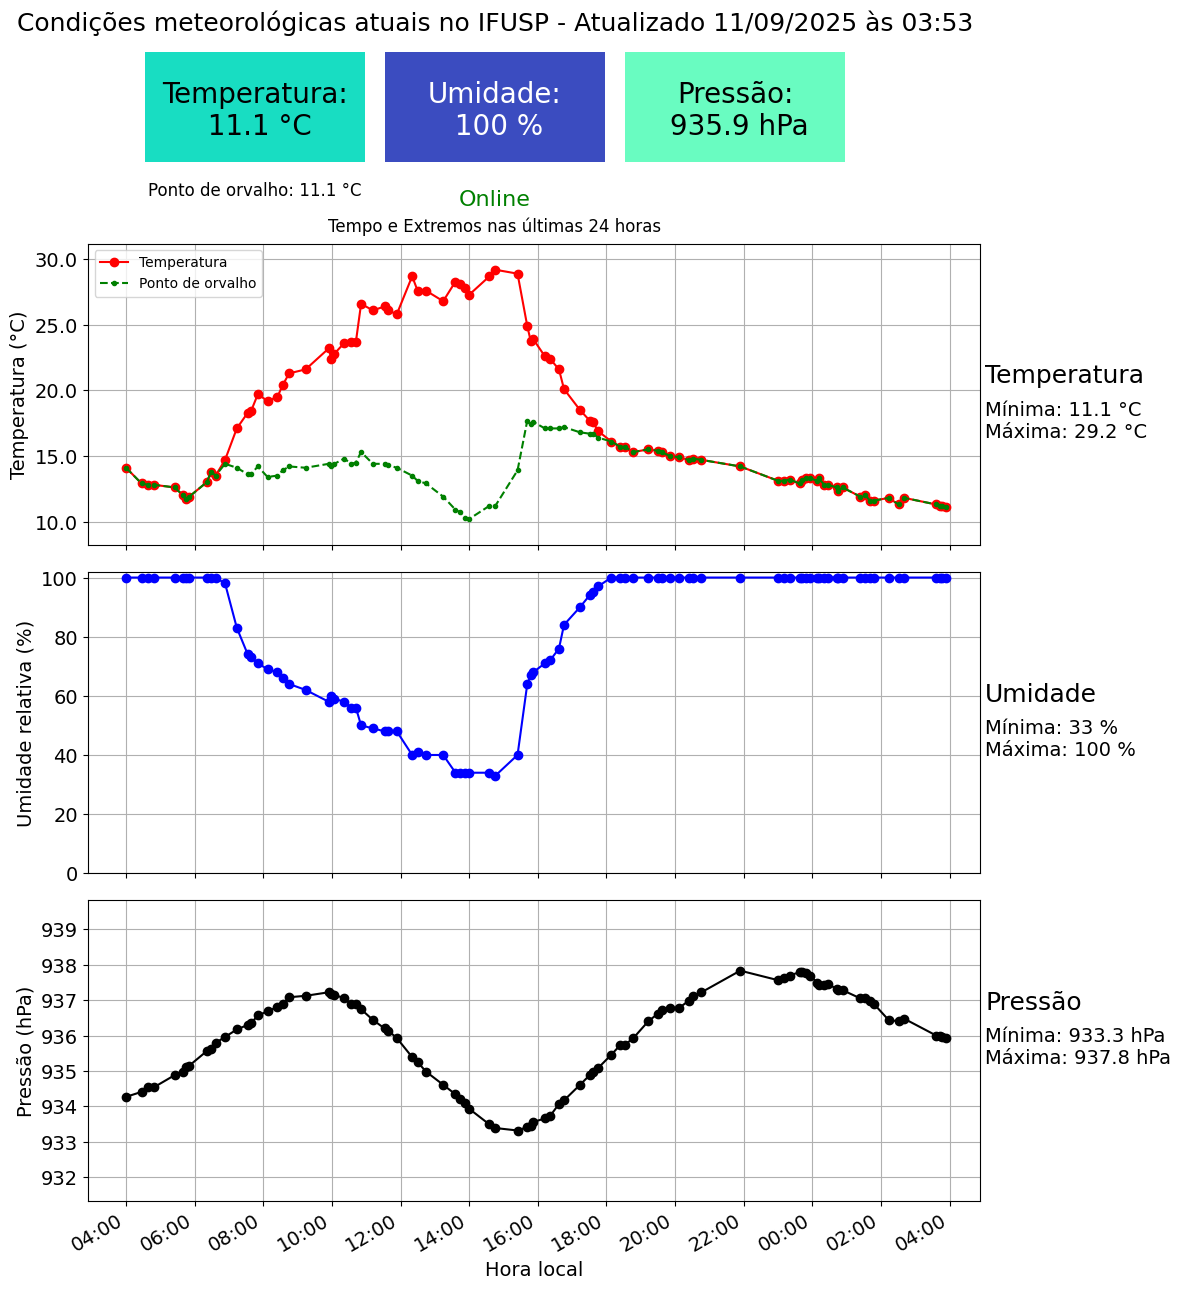 Condições meteorológicas atuais no IFUSP - Atualizado 11/09/2025 às 03:53
Temperatura:
11.1 °C
Umidade:
100 %
Pressão:
935.9 hPa
Ponto de orvalho: 11.1 °C
Online
Tempo e Extremos nas últimas 24 horas
Temperatura
Ponto de orvalho
Temperatura (°C)
30.0
25.0
20.0
15.0
10.0
Temperatura
Mínima: 11.1 °C
Máxima: 29.2 °C
Umidade relativa (%)
100
80
60
40
20
0
Umidade
Mínima: 33 %
Máxima: 100 %
Pressão (hPa)
939
938
937
936
935
934
933
932
Pressão
Mínima: 933.3 hPa
Máxima: 937.8 hPa
04:00 06:00 08:00 10:00 12:00 14:00 16:00 18:00 20:00 22:00 00:00 02:00 04:00
Hora local